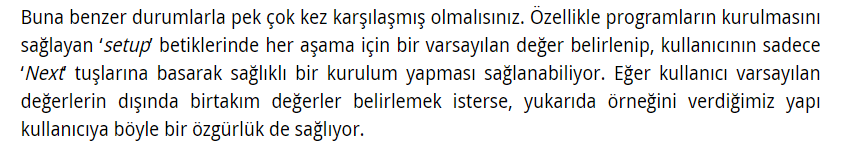 Buna benzer durumlarla pek çok kez karşılaşmış olmalısınız. Özellikle programların kurulmasını
sağlayan ‘setup’ betiklerinde her aşama için bir varsayılan değer belirlenip, kullanıcının sadece
‘Next’ tuşlarına basarak sağlıklı bir kurulum yapması sağlanabiliyor. Eğer kullanıcı varsayılan
değerlerin dışında birtakım değerler belirlemek isterse, yukarıda örneğini verdiğimiz yapı
kullanıcıya böyle bir özgürlük de sağlıyor.